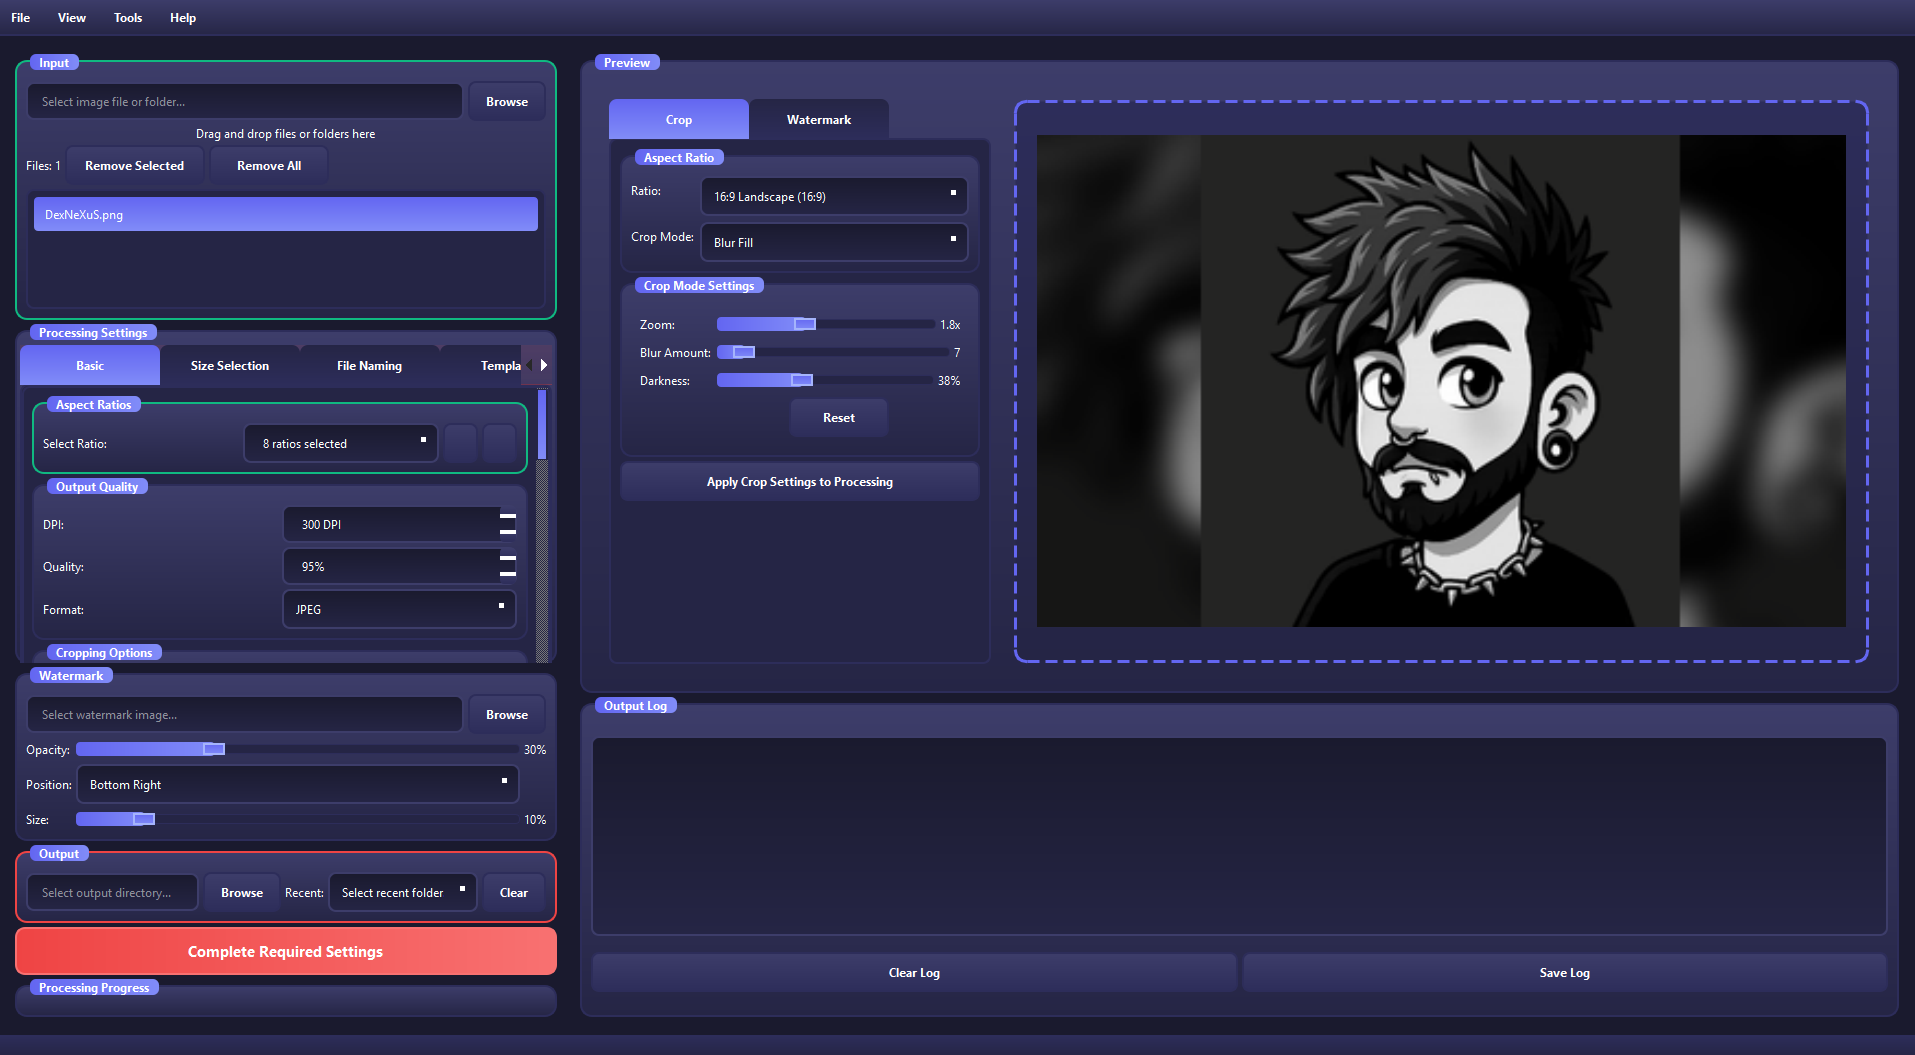 File View Tools Help
Input
Select image file or folder...
Browse
Drag and drop files or folders here
Files: 1
Remove Selected
Remove All
DexNeXuS.png
Processing Settings
Basic
Size Selection
File Naming
Templa
Aspect Ratios
Select Ratio:
8 ratios selected
Output Quality
DPI:
300 DPI
Quality:
95%
Format:
JPEG
Cropping Options
Watermark
Select watermark image...
Browse
Opacity:
30%
Position:
Bottom Right
Size:
10%
Output
Select output directory...
Browse
Recent:
Select recent folder
Clear
Complete Required Settings
Processing Progress
Preview
Crop
Watermark
Aspect Ratio
Ratio:
16:9 Landscape (16:9)
Crop Mode:
Blur Fill
Crop Mode Settings
Zoom:
1.8x
Blur Amount:
7
Darkness:
38%
Reset
Apply Crop Settings to Processing
Output Log
Clear Log
Save Log